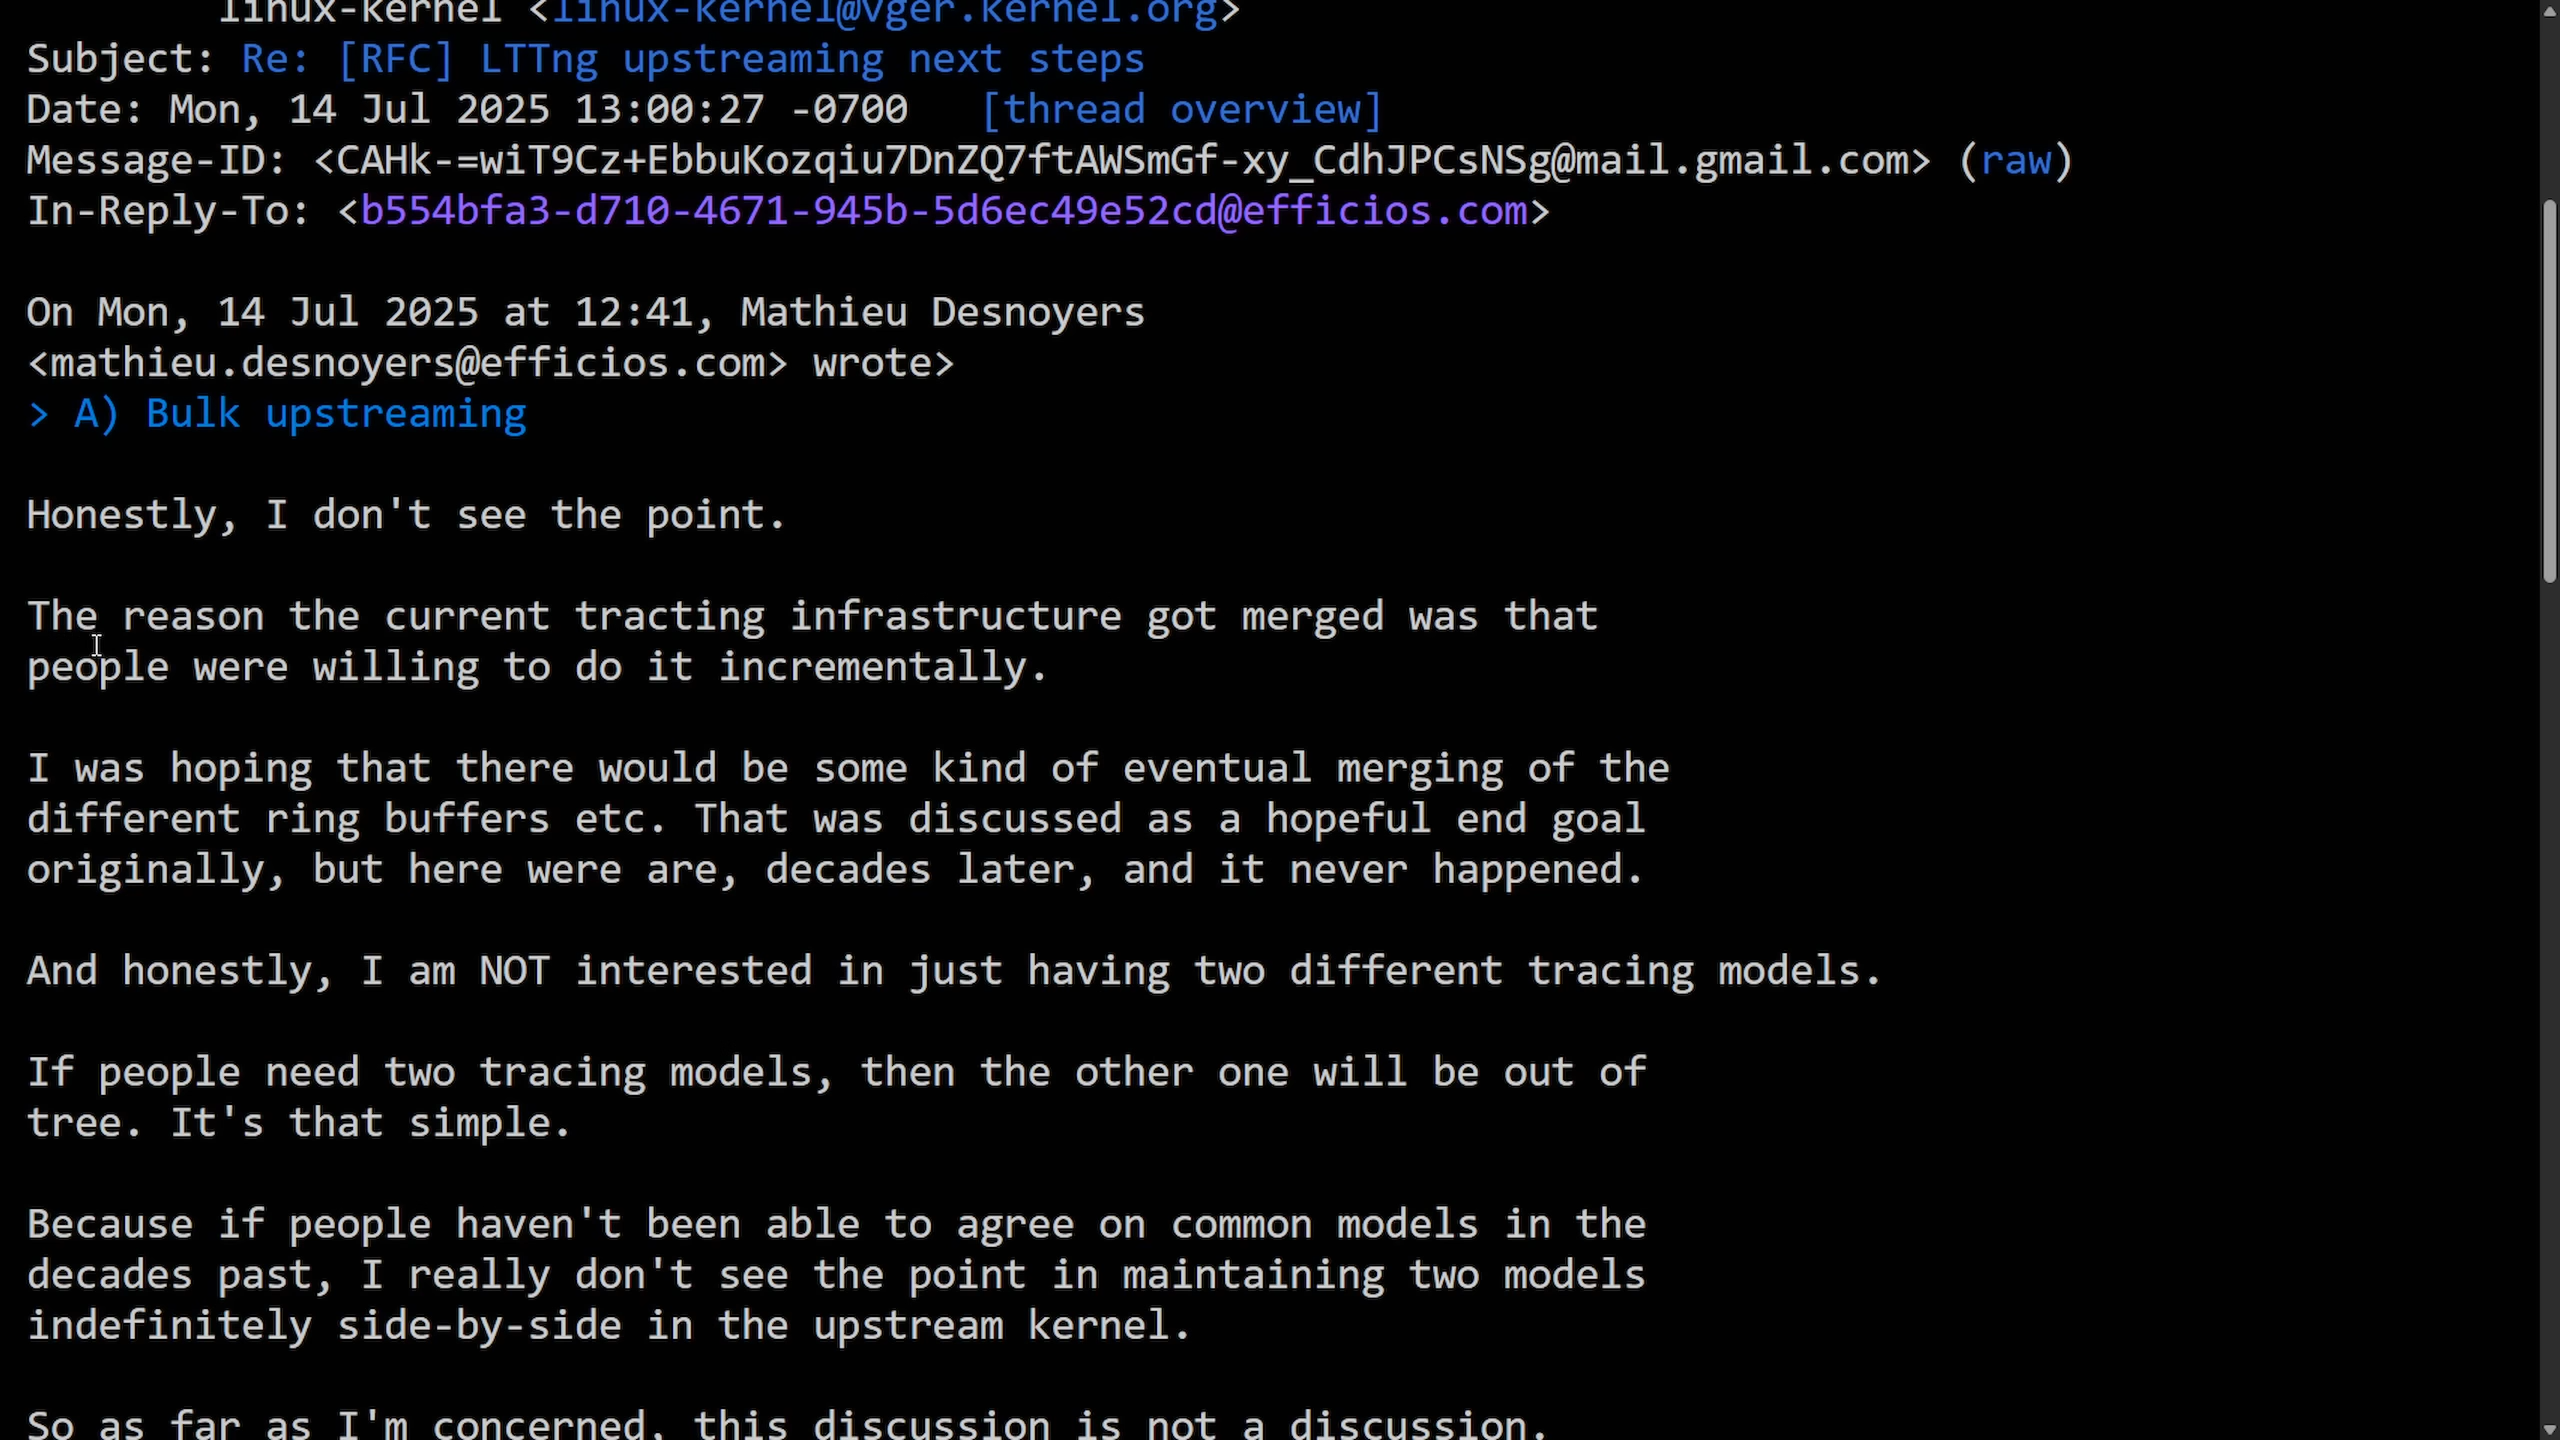 linux-kernel <linux-kernel@vger.kernel.org>
Subject: Re: [RFC] LTTng upstreaming next steps
Date: Mon, 14 Jul 2025 13:00:27 -0700   [thread overview]
Message-ID: <CAHk-=wiT9Cz+EbbuKozqiu7DnZQ7ftAWSmGf-xy_CdhJPCsNSg@mail.gmail.com> (raw)
In-Reply-To: <b554bfa3-d710-4671-945b-5d6ec49e52cd@efficios.com>
On Mon, 14 Jul 2025 at 12:41, Mathieu Desnoyers
<mathieu.desnoyers@efficios.com> wrote>
> A) Bulk upstreaming
Honestly, I don't see the point.
The reason the current tracting infrastructure got merged was that
people were willing to do it incrementally.
I was hoping that there would be some kind of eventual merging of the
different ring buffers etc. That was discussed as a hopeful end goal
originally, but here were are, decades later, and it never happened.
And honestly, I am NOT interested in just having two different tracing models.
If people need two tracing models, then the other one will be out of
tree. It's that simple.
Because if people haven't been able to agree on common models in the
decades past, I really don't see the point in maintaining two models
indefinitely side-by-side in the upstream kernel.
So as far as I'm concerned, this discussion is not a discussion.